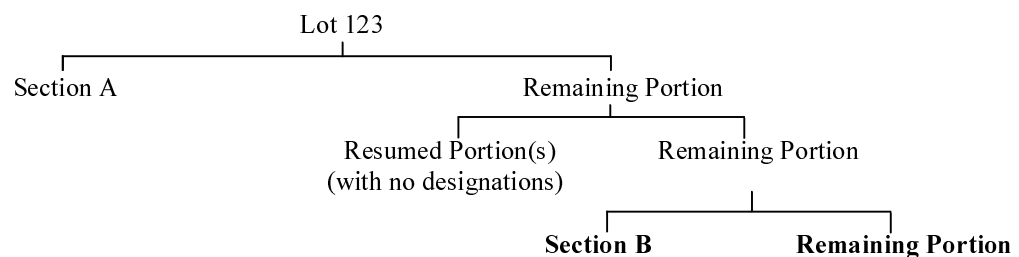 Lot 123
Section A
Remaining Portion
Resumed Portion(s)
(with no designations)
Remaining Portion
Section B
Remaining Portion